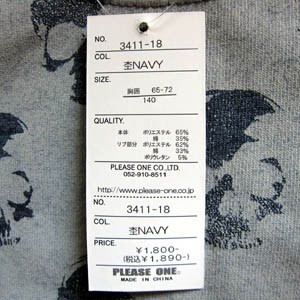 NO.
3411-18
COL.
杢NAVY
SIZE.
胸囲 65-72
140
QUALITY.
本体 ポリエステル 65%
綿 35%
リブ部分 ポリエステル 62%
綿 33%
ポリウレタン 5%
PLEASE ONE CO.,LTD.
052-910-8511
http://www.please-one.co.jp
NO.
3411-18
COL.
杢NAVY
PRICE.
¥1,800-
(税込¥1,890-)
PLEASE ONE.
MADE IN CHINA